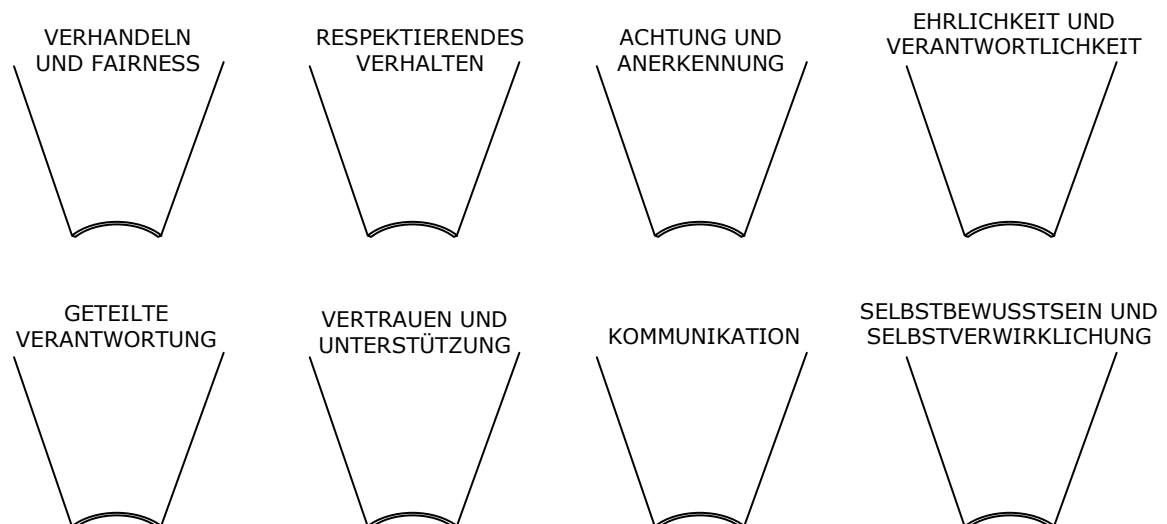 VERHANDELN
UND FAIRNESS
RESPEKTIERENDES
VERHALTEN
ACHTUNG UND
ANERKENNUNG
EHRLICHKEIT UND
VERANTWORTLICHKEIT
GETEILTE
VERANTWORTUNG
VERTRAUEN UND
UNTERSTÜTZUNG
KOMMUNIKATION
SELBSTBEWUSSTSEIN UND
SELBSTVERWIRKLICHUNG